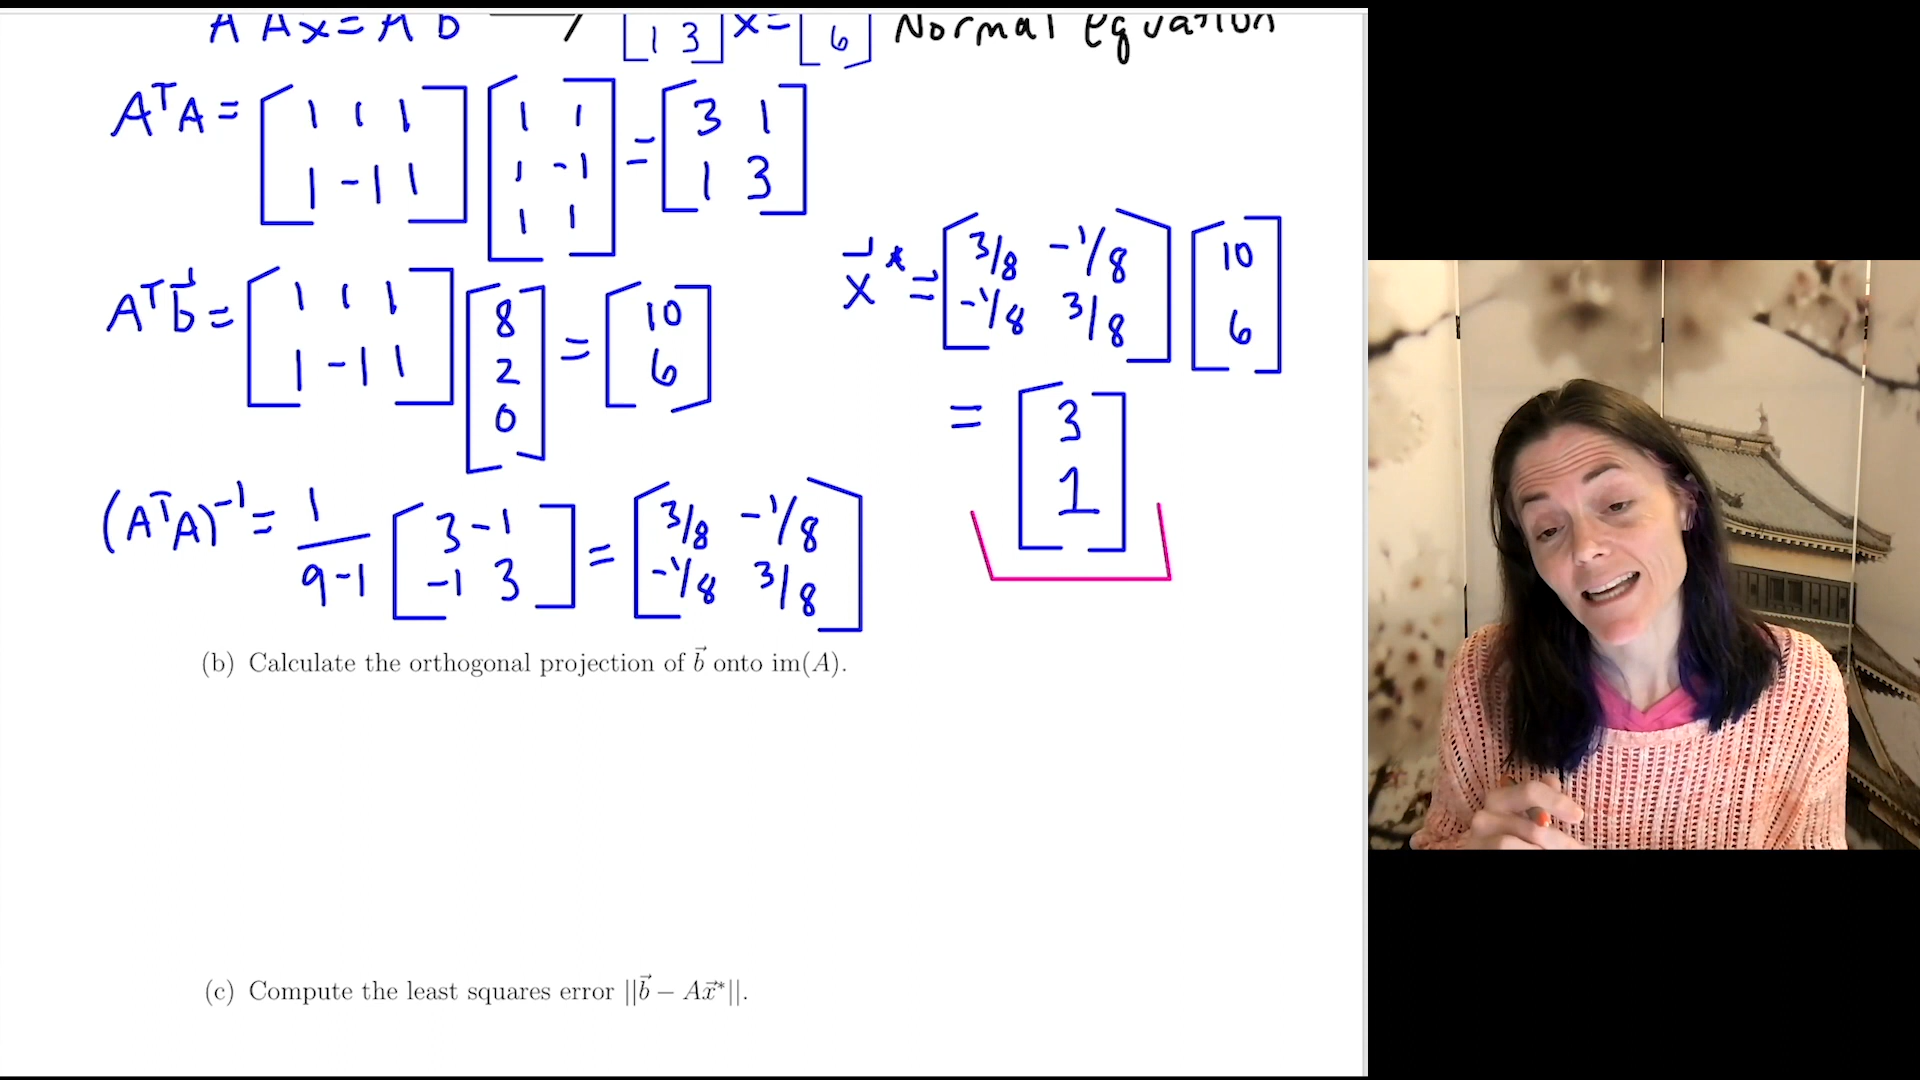 A A x = A b → [1 3] x = [6] Normal equation
AᵀA = [1 1 1; 1 -1 1] [1 1; 1 -1; 1 1] = [3 1; 1 3]
Aᵀb⃗ = [1 1 1; 1 -1 1] [8; 2; 0] = [10; 6]
(AᵀA)⁻¹ = 1/(9-1) [3 -1; -1 3] = [3/8 -1/8; -1/8 3/8]
x⃗* = [3/8 -1/8; -1/8 3/8] [10; 6]
= [3; 1]
(b) Calculate the orthogonal projection of b⃗ onto im(A).
(c) Compute the least squares error ||b⃗ − Ax⃗*||.